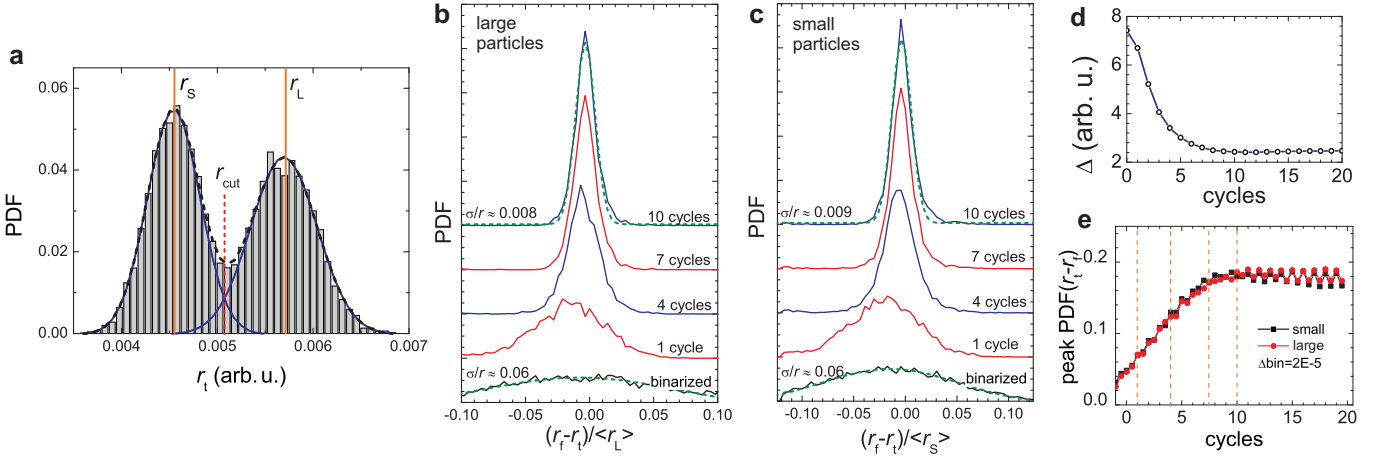 a
PDF
0.06
0.04
0.02
0.00
r_S
r_L
r_cut
0.004
0.005
0.006
0.007
r_t (arb. u.)
b
large
particles
PDF
σ/r ≈ 0.008
10 cycles
7 cycles
4 cycles
1 cycle
σ/r ≈ 0.06
binarized
-0.10
-0.05
0.00
0.05
0.10
(r_f-r_t)/<r_L>
c
small
particles
PDF
σ/r ≈ 0.009
10 cycles
7 cycles
4 cycles
1 cycle
σ/r ≈ 0.06
binarized
-0.10
-0.05
0.00
0.05
0.10
(r_f-r_t)/<r_S>
d
Δ (arb. u.)
8
6
4
2
0
5
10
15
20
cycles
e
peak PDF(r_t-r_f)
0.2
0.1
0.0
small
large
Δbin=2E-5
0
5
10
15
20
cycles